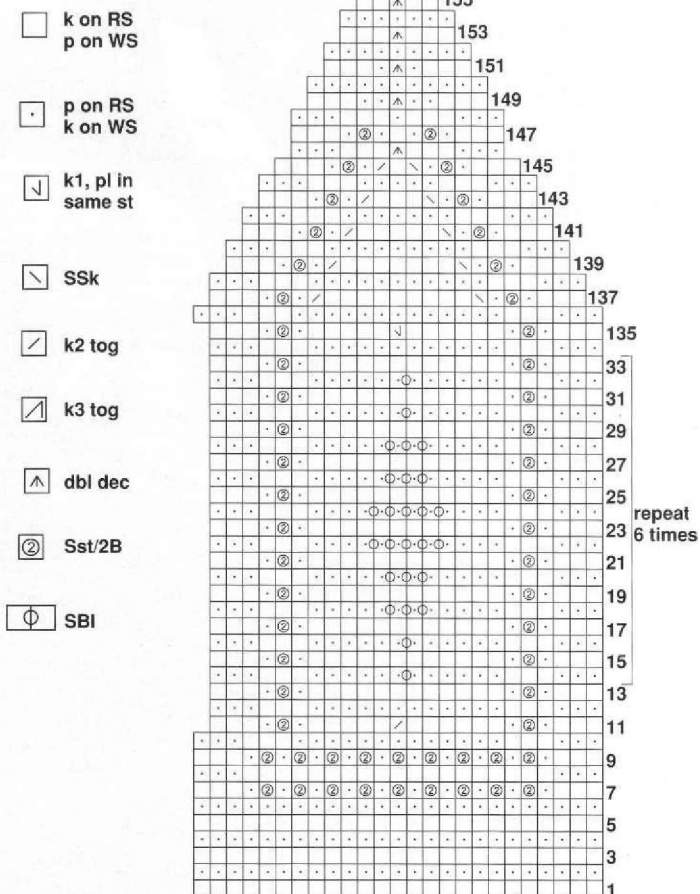 k on RS
p on WS
p on RS
k on WS
k1, pl in
same st
SSk
k2 tog
k3 tog
dbl dec
2
Sst/2B
SBI
155
153
151
149
147
145
143
141
139
137
135
33
31
29
27
25
23
21
19
17
15
13
11
9
7
5
3
1
repeat
6 times